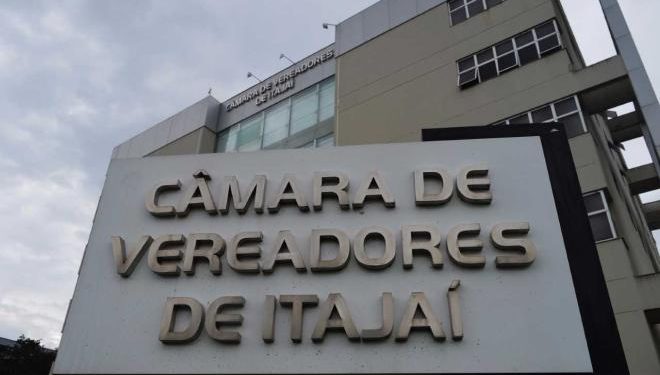 CÂMARA DE VEREADORES
DE ITAJAÍ
CÂMARA DE
VEREADORES
DE ITAJAÍ